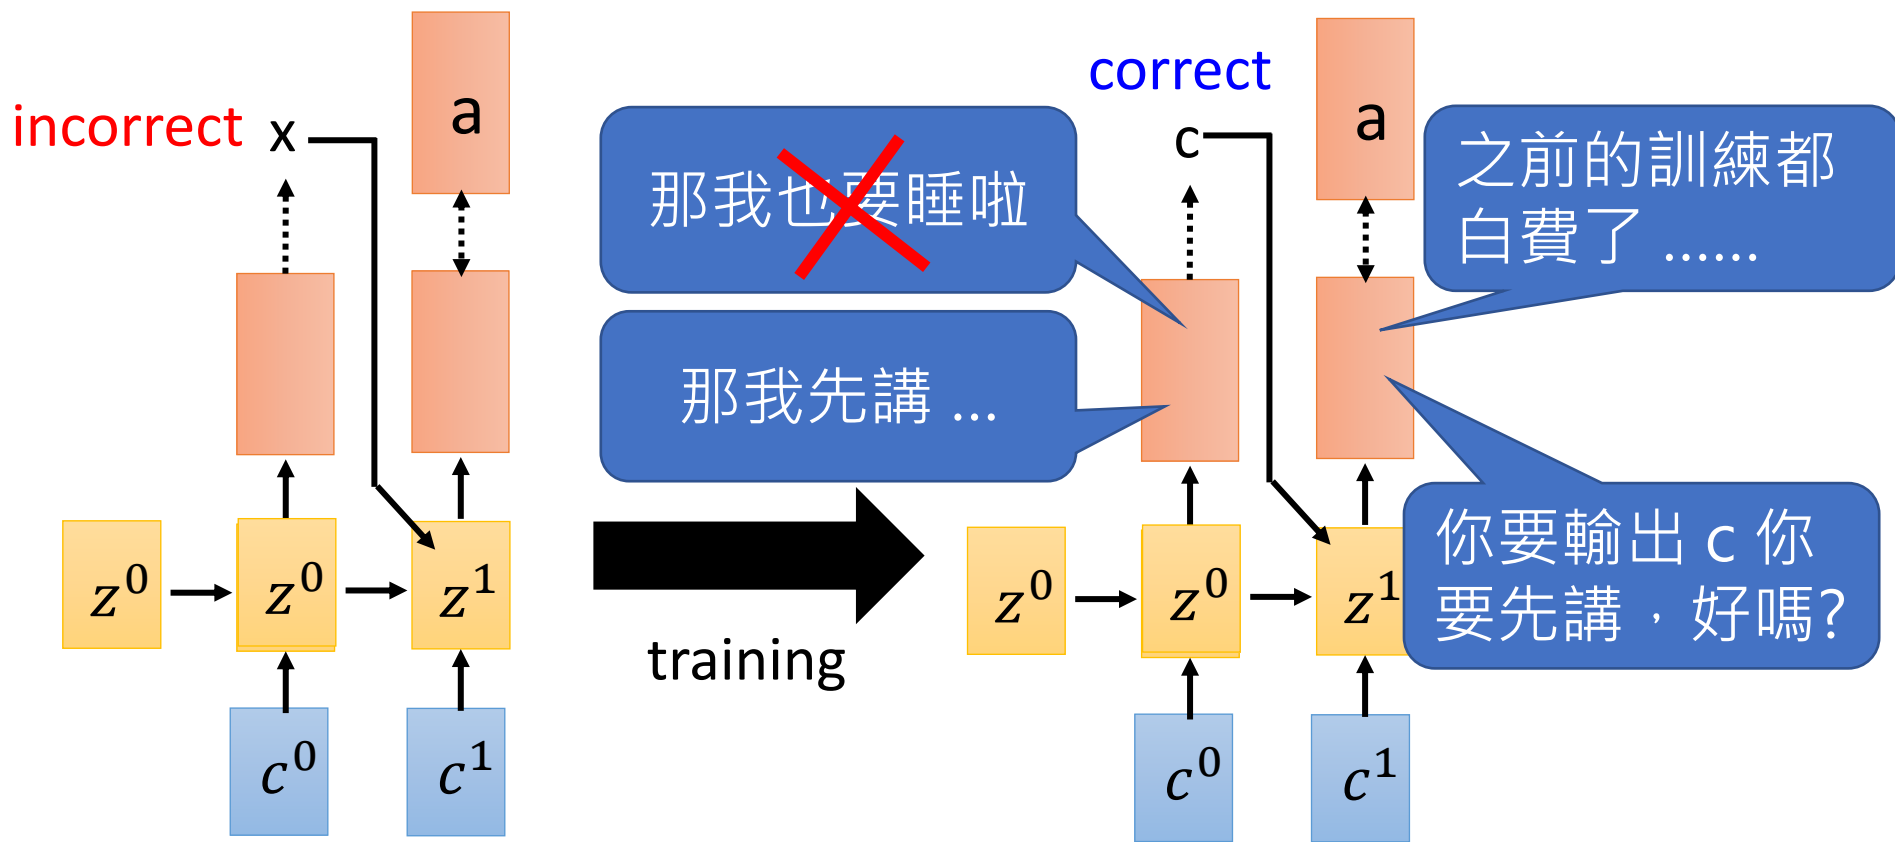 incorrect
x
a
z⁰
z⁰
z¹
c⁰
c¹
training
那我也要睡啦
那我先講 ...
correct
c
a
之前的訓練都
白費了 ......
你要輸出 c 你
要先講，好嗎?
z⁰
z⁰
z¹
c⁰
c¹